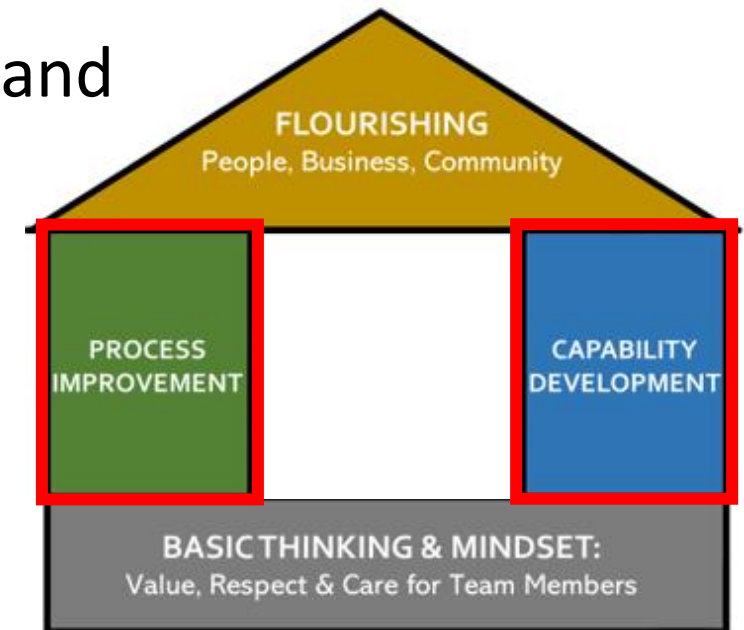 and
FLOURISHING
People, Business, Community
PROCESS
IMPROVEMENT
CAPABILITY
DEVELOPMENT
BASIC THINKING & MINDSET:
Value, Respect & Care for Team Members